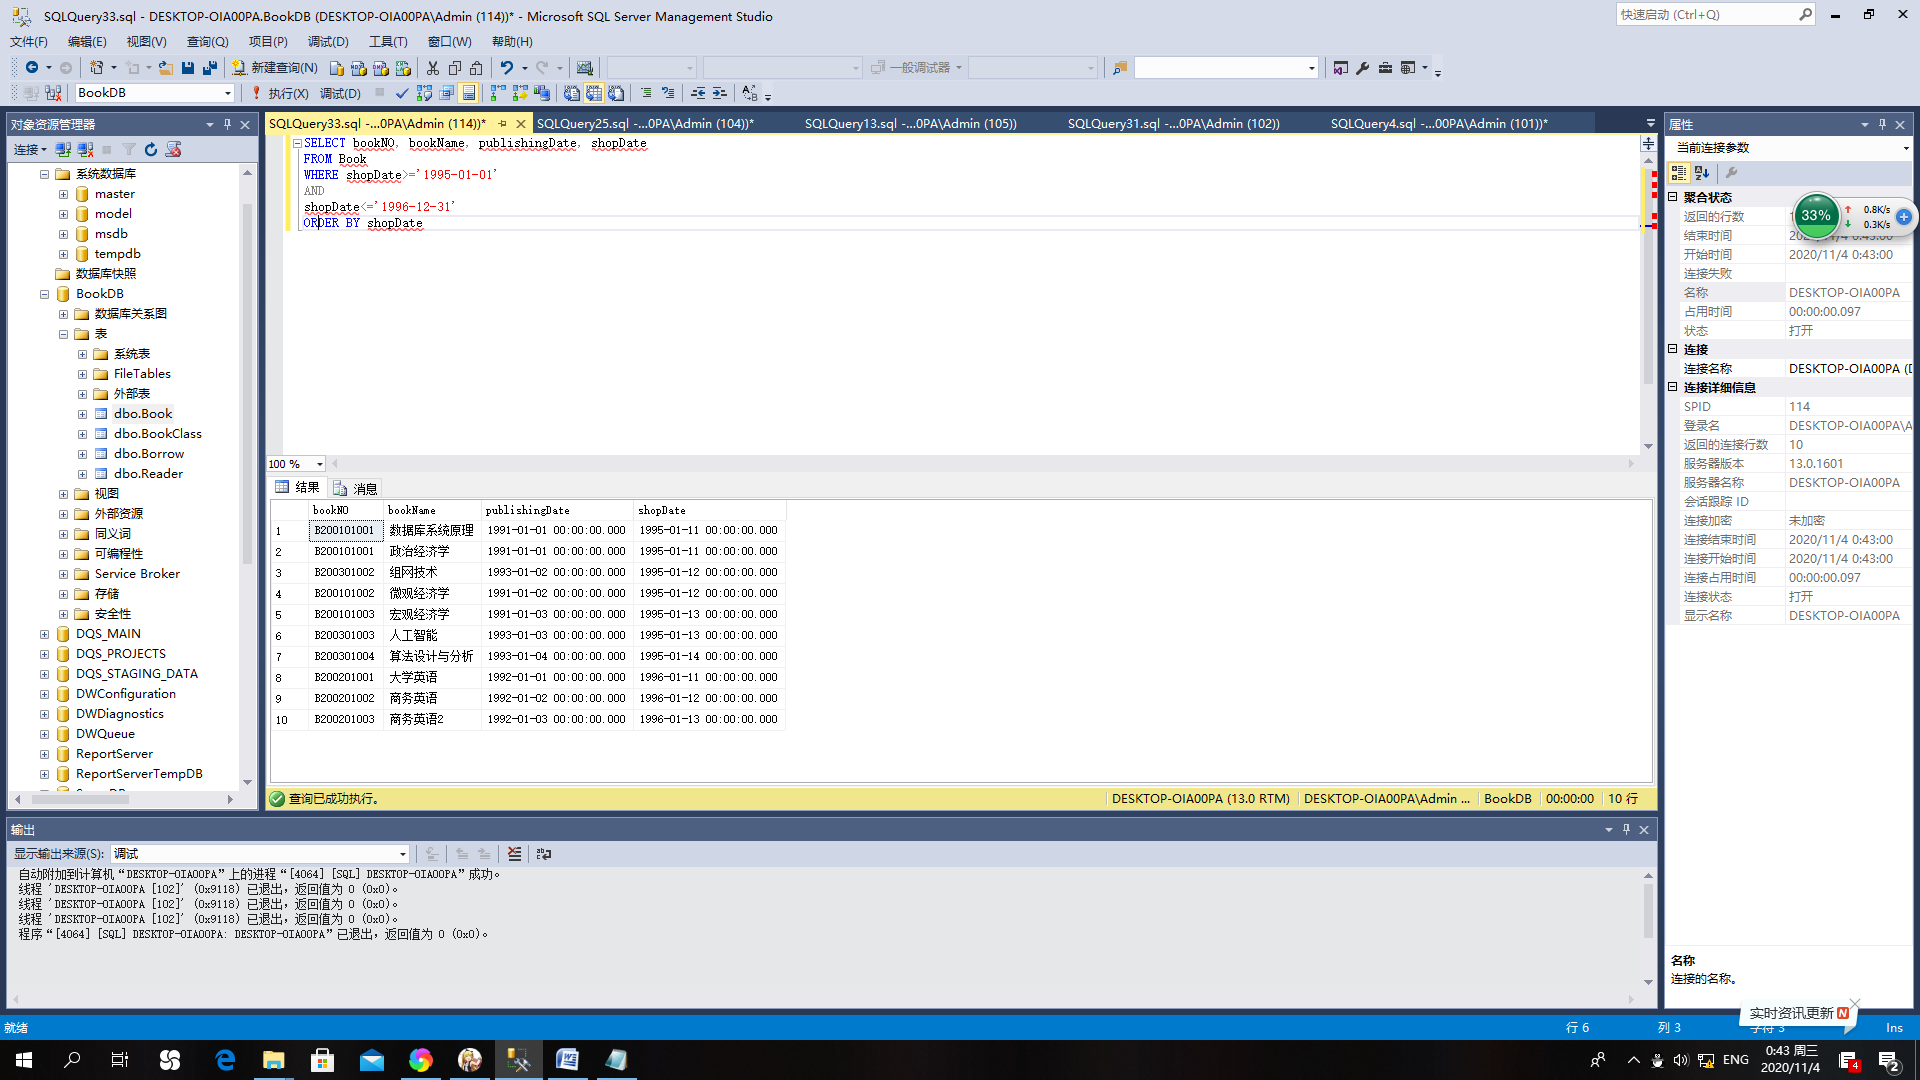 SQLQuery33.sql - DESKTOP-OIA00PA.BookDB (DESKTOP-OIA00PA\Admin (114))* - Microsoft SQL Server Management Studio
快速启动 (Ctrl+Q)
文件(F) 编辑(E) 视图(V) 查询(Q) 项目(P) 调试(D) 工具(T) 窗口(W) 帮助(H)
新建查询(N) 一般调试器
BookDB 执行(X) 调试(D)
对象资源管理器
连接
系统数据库
master
model
msdb
tempdb
数据库快照
BookDB
数据库关系图
表
系统表
FileTables
外部表
dbo.Book
dbo.BookClass
dbo.Borrow
dbo.Reader
视图
外部资源
同义词
可编程性
Service Broker
存储
安全性
DQS_MAIN
DQS_PROJECTS
DQS_STAGING_DATA
DWConfiguration
DWDiagnostics
DWQueue
ReportServer
ReportServerTempDB
SQLQuery33.sql -...0PA\Admin (114))* SQLQuery25.sql -...0PA\Admin (104))* SQLQuery13.sql -...0PA\Admin (105)) SQLQuery31.sql -...0PA\Admin (102)) SQLQuery4.sql -...00PA\Admin (101))*
SELECT bookNO, bookName, publishingDate, shopDate
FROM Book
WHERE shopDate>='1995-01-01'
AND
shopDate<='1996-12-31'
ORDER BY shopDate
100 %
结果 消息
bookNO bookName publishingDate shopDate
1 B200101001 数据库系统原理 1991-01-01 00:00:00.000 1995-01-11 00:00:00.000
2 B200101001 政治经济学 1991-01-01 00:00:00.000 1995-01-11 00:00:00.000
3 B200301002 组网技术 1993-01-02 00:00:00.000 1995-01-12 00:00:00.000
4 B200101002 微观经济学 1991-01-02 00:00:00.000 1995-01-12 00:00:00.000
5 B200101003 宏观经济学 1991-01-03 00:00:00.000 1995-01-13 00:00:00.000
6 B200301003 人工智能 1993-01-03 00:00:00.000 1995-01-13 00:00:00.000
7 B200301004 算法设计与分析 1993-01-04 00:00:00.000 1995-01-14 00:00:00.000
8 B200201001 大学英语 1992-01-01 00:00:00.000 1996-01-11 00:00:00.000
9 B200201002 商务英语 1992-01-02 00:00:00.000 1996-01-12 00:00:00.000
10 B200201003 商务英语2 1992-01-03 00:00:00.000 1996-01-13 00:00:00.000
查询已成功执行。 DESKTOP-OIA00PA (13.0 RTM) DESKTOP-OIA00PA\Admin ... BookDB 00:00:00 10 行
属性
当前连接参数
聚合状态
返回的行数
结束时间 2020/11/4 0:43:00
开始时间 2020/11/4 0:43:00
连接失败
名称 DESKTOP-OIA00PA
占用时间 00:00:00.097
状态 打开
连接
连接名称 DESKTOP-OIA00PA (D
连接详细信息
SPID 114
登录名 DESKTOP-OIA00PA\A
返回的连接行数 10
服务器版本 13.0.1601
服务器名称 DESKTOP-OIA00PA
会话跟踪 ID
连接加密 未加密
连接结束时间 2020/11/4 0:43:00
连接开始时间 2020/11/4 0:43:00
连接占用时间 00:00:00.097
连接状态 打开
显示名称 DESKTOP-OIA00PA
33% 0.8K/s
0.3K/s
名称
连接的名称。
输出
显示输出来源(S): 调试
自动附加到计算机“DESKTOP-OIA00PA”上的进程“[4064] [SQL] DESKTOP-OIA00PA”成功。
线程 'DESKTOP-OIA00PA [102]' (0x9118) 已退出，返回值为 0 (0x0)。
线程 'DESKTOP-OIA00PA [102]' (0x9118) 已退出，返回值为 0 (0x0)。
线程 'DESKTOP-OIA00PA [102]' (0x9118) 已退出，返回值为 0 (0x0)。
程序“[4064] [SQL] DESKTOP-OIA00PA: DESKTOP-OIA00PA”已退出，返回值为 0 (0x0)。
实时资讯更新 N
就绪 行 6 列 3 字符 3 Ins
ENG 0:43 周三
2020/11/4
4
2